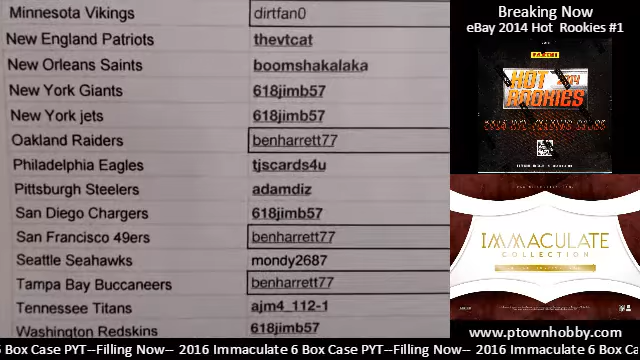 Minnesota Vikings dirtfan0
New England Patriots thevtcat
New Orleans Saints boomshakalaka
New York Giants 618jimb57
New York jets 618jimb57
Oakland Raiders benharrett77
Philadelphia Eagles tjscards4u
Pittsburgh Steelers adamdiz
San Diego Chargers 618jimb57
San Francisco 49ers benharrett77
Seattle Seahawks mondy2687
Tampa Bay Buccaneers benharrett77
Tennessee Titans ajm4_112-1
Washington Redskins 618jimb57
Breaking Now
eBay 2014 Hot Rookies #1
PANINI
HOT 2014
ROOKIES
IMMACULATE
COLLECTION
www.ptownhobby.com
6 Box Case PYT--Filling Now-- 2016 Immaculate 6 Box Case PYT--Filling Now-- 2016 Immaculate 6 Box Ca